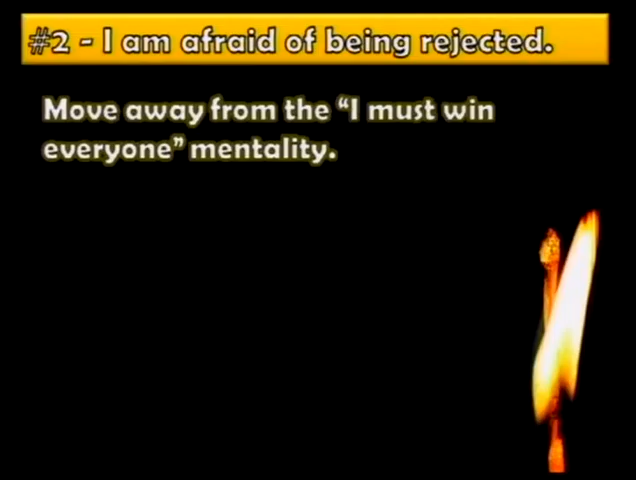 #2 - I am afraid of being rejected.
Move away from the “I must win
everyone” mentality.